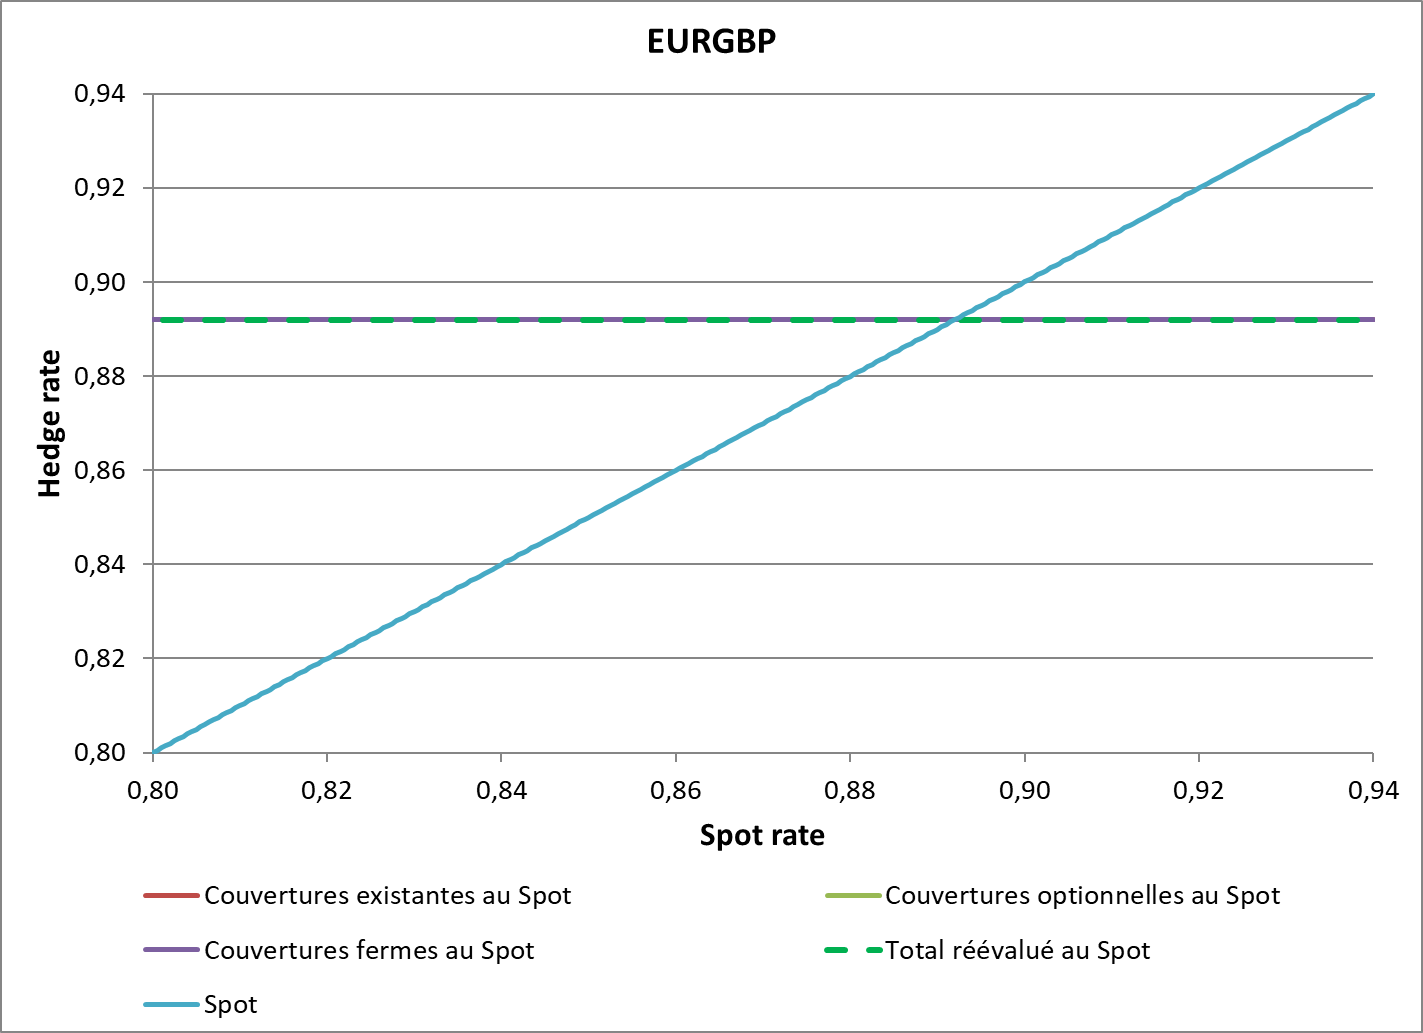 EURGBP
0,94
0,92
0,90
0,88
0,86
0,84
0,82
0,80
Hedge rate
0,80 0,82 0,84 0,86 0,88 0,90 0,92 0,94
Spot rate
Couvertures existantes au Spot
Couvertures optionnelles au Spot
Couvertures fermes au Spot
Total réévalué au Spot
Spot